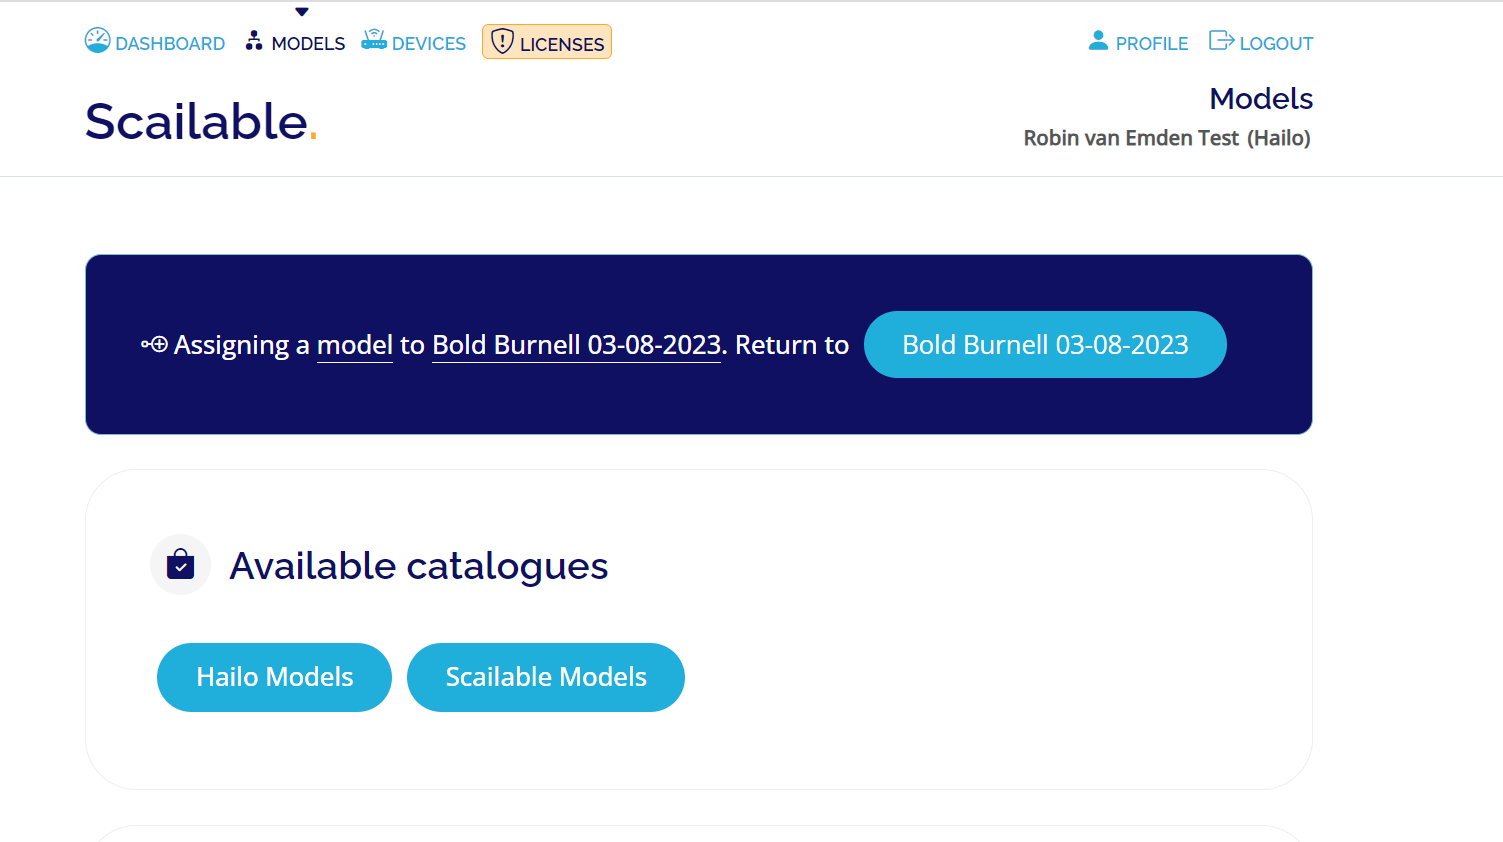 DASHBOARD MODELS DEVICES LICENSES PROFILE LOGOUT
Scailable.
Models
Robin van Emden Test (Hailo)
Assigning a model to Bold Burnell 03-08-2023. Return to Bold Burnell 03-08-2023
Available catalogues
Hailo Models Scailable Models